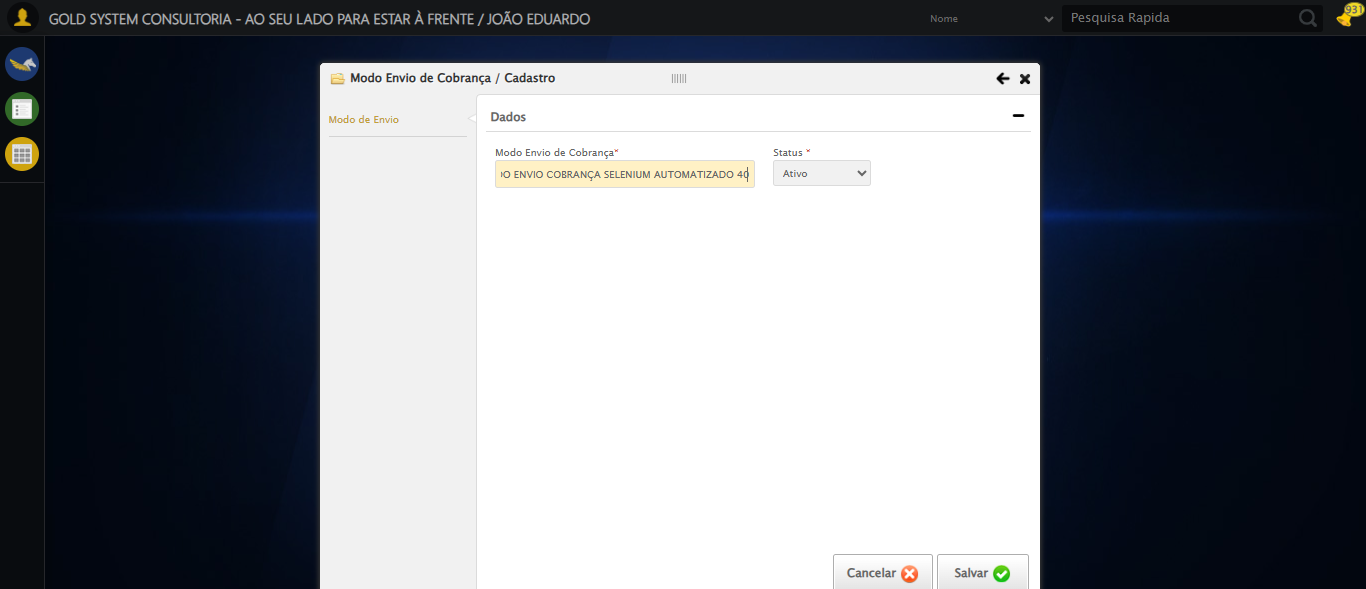 GOLD SYSTEM CONSULTORIA - AO SEU LADO PARA ESTAR À FRENTE / JOÃO EDUARDO
Nome
Pesquisa Rapida
931
Modo Envio de Cobrança / Cadastro
Modo de Envio
Dados
Modo Envio de Cobrança*
Status *
ENVIO COBRANÇA SELENIUM AUTOMATIZADO 40
Ativo
Cancelar
Salvar